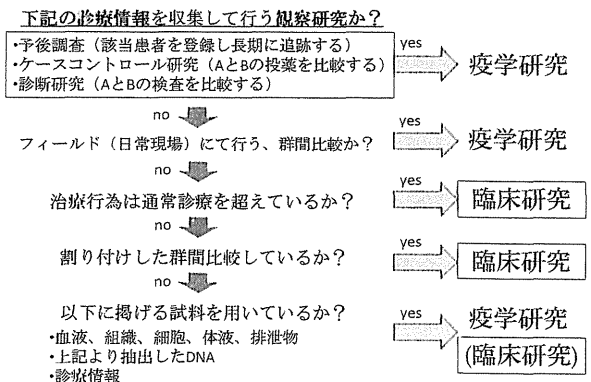 下記の診療情報を収集して行う観察研究か?
・予後調査（該当患者を登録し長期に追跡する）
・ケースコントロール研究（AとBの投薬を比較する）
・診断研究（AとBの検査を比較する）
yes
疫学研究
no
フィールド（日常現場）にて行う、群間比較か?
yes
疫学研究
no
治療行為は通常診療を超えているか?
yes
臨床研究
no
割り付けした群間比較しているか?
yes
臨床研究
no
以下に掲げる試料を用いているか?
・血液、組織、細胞、体液、排泄物
・上記より抽出したDNA
・診療情報
yes
疫学研究
(臨床研究)